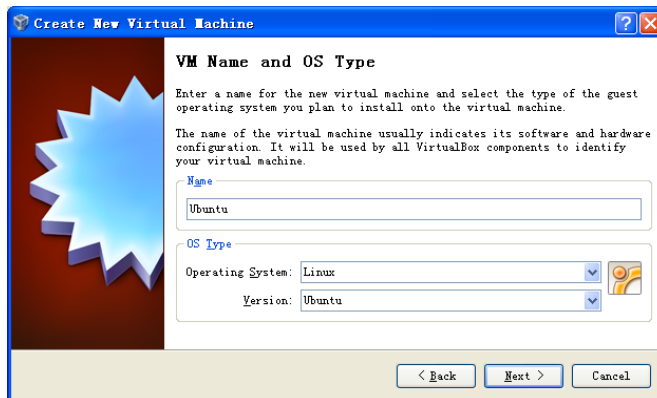 Create New Virtual Machine
VM Name and OS Type
Enter a name for the new virtual machine and select the type of the guest
operating system you plan to install onto the virtual machine.
The name of the virtual machine usually indicates its software and hardware
configuration. It will be used by all VirtualBox components to identify
your virtual machine.
Name
Ubuntu
OS Type
Operating System: Linux
Version: Ubuntu
< Back Next > Cancel